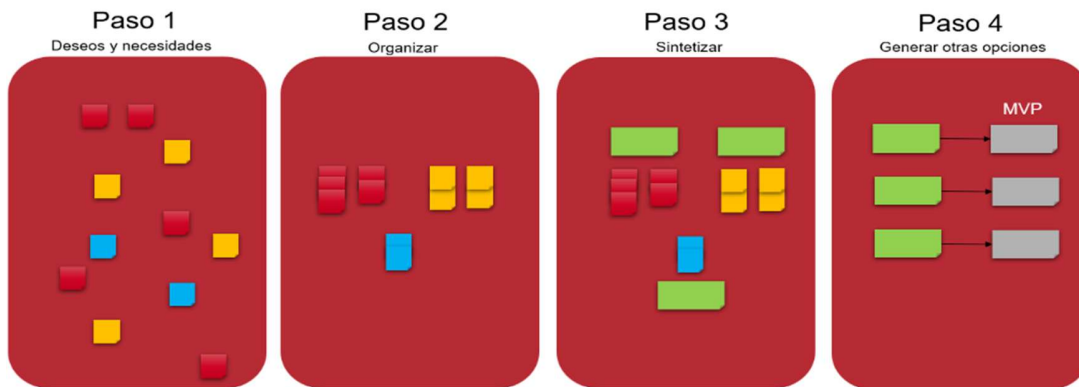 Paso 1
Deseos y necesidades
Paso 2
Organizar
Paso 3
Sintetizar
Paso 4
Generar otras opciones
MVP